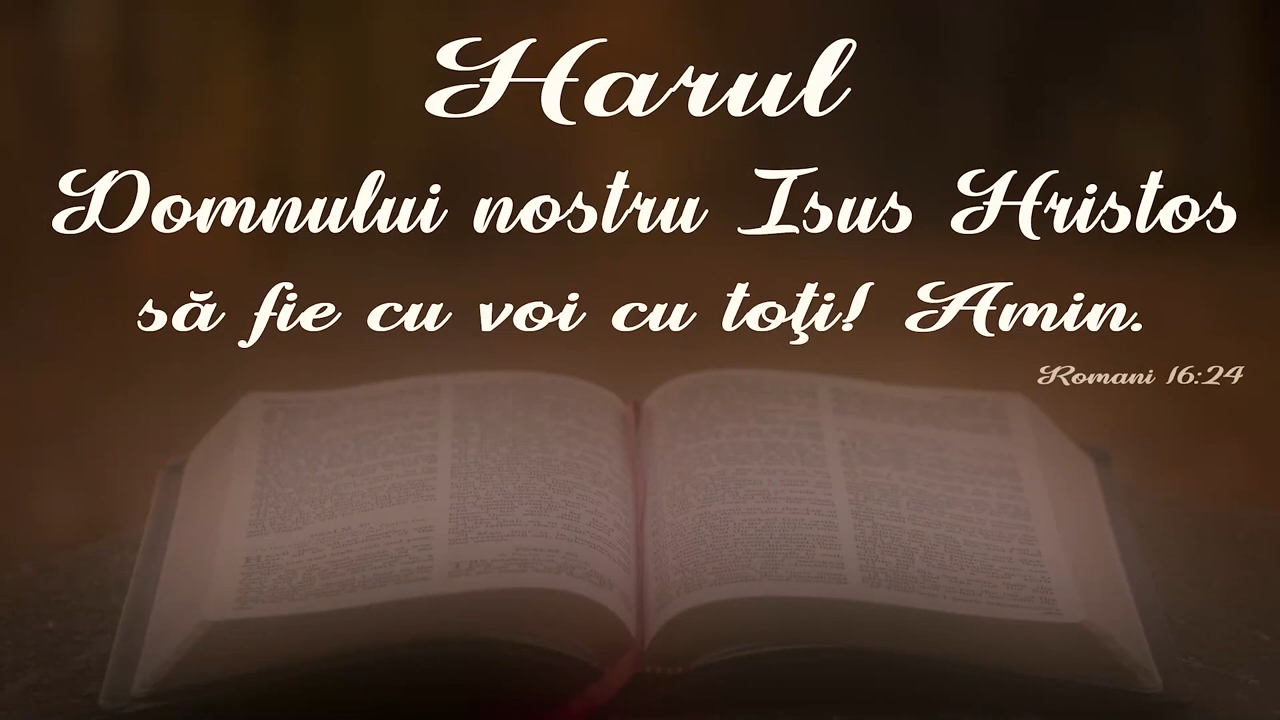 Harul
Domnului nostru Isus Hristos
să fie cu voi cu toţi! Amin.
Romani 16:24